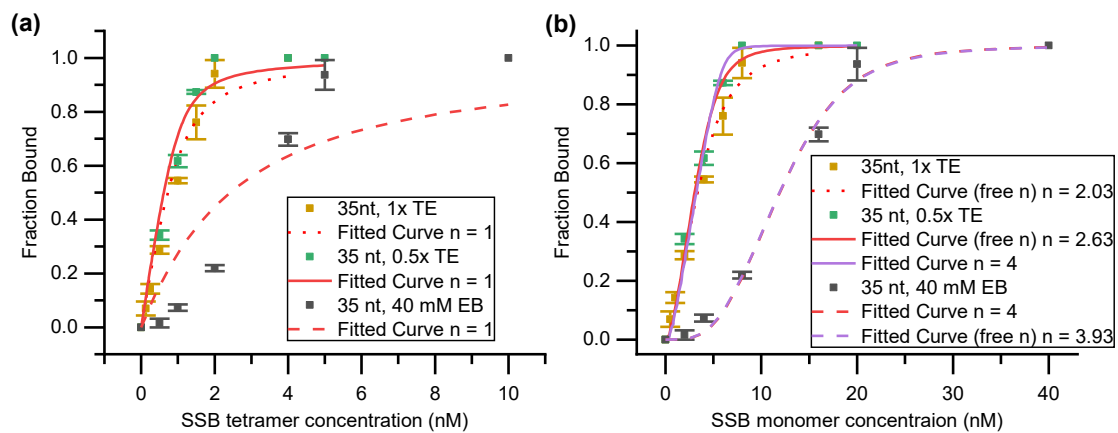 (a)
Fraction Bound
1.0
0.8
0.6
0.4
0.2
0.0
35nt, 1x TE
Fitted Curve n = 1
35 nt, 0.5x TE
Fitted Curve n = 1
35 nt, 40 mM EB
Fitted Curve n = 1
0 2 4 6 8 10
SSB tetramer concentration (nM)
(b)
Fraction Bound
1.0
0.8
0.6
0.4
0.2
0.0
35nt, 1x TE
Fitted Curve (free n) n = 2.03
35 nt, 0.5x TE
Fitted Curve (free n) n = 2.63
Fitted Curve n = 4
35 nt, 40 mM EB
Fitted Curve n = 4
Fitted Curve (free n) n = 3.93
0 10 20 30 40
SSB monomer concentraion (nM)